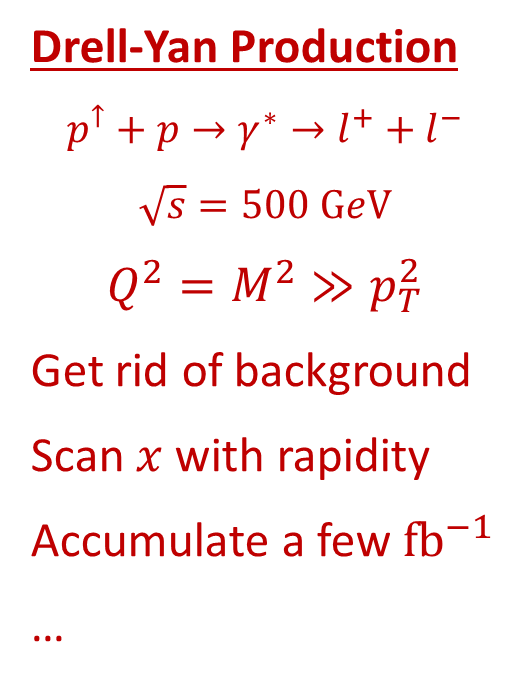 Drell-Yan Production
p↑ + p → γ* → l⁺ + l⁻
√s = 500 GeV
Q² = M² ≫ p_T²
Get rid of background
Scan x with rapidity
Accumulate a few fb⁻¹
...